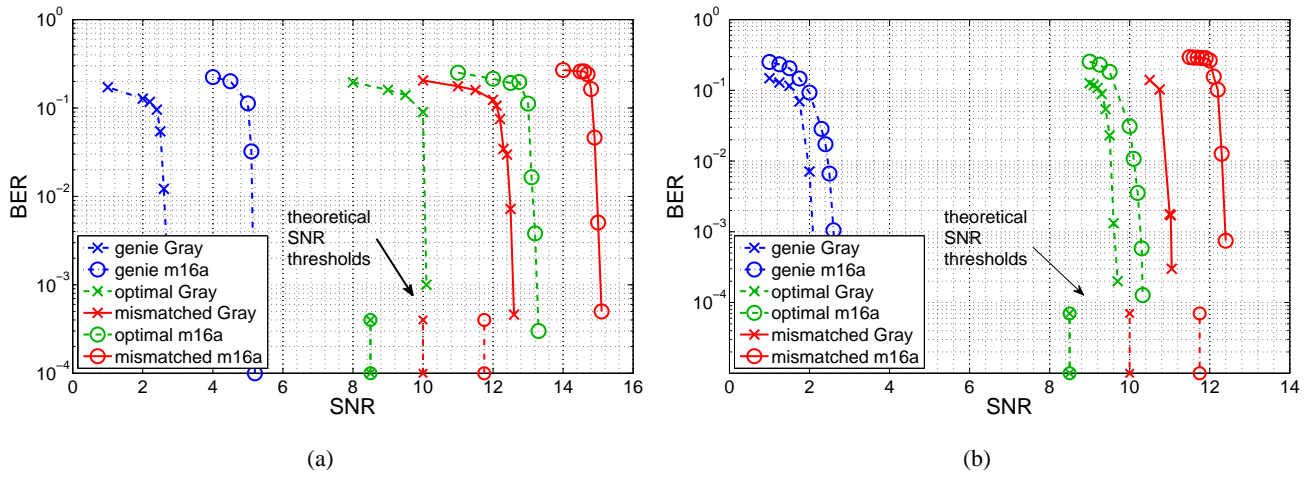 10^0
10^-1
10^-2
10^-3
10^-4
BER
0 2 4 6 8 10 12 14 16
SNR
theoretical
SNR
thresholds
genie Gray
genie m16a
optimal Gray
mismatched Gray
optimal m16a
mismatched m16a
(a)
10^0
10^-1
10^-2
10^-3
10^-4
BER
0 2 4 6 8 10 12 14
SNR
theoretical
SNR
thresholds
genie Gray
genie m16a
optimal Gray
mismatched Gray
optimal m16a
mismatched m16a
(b)